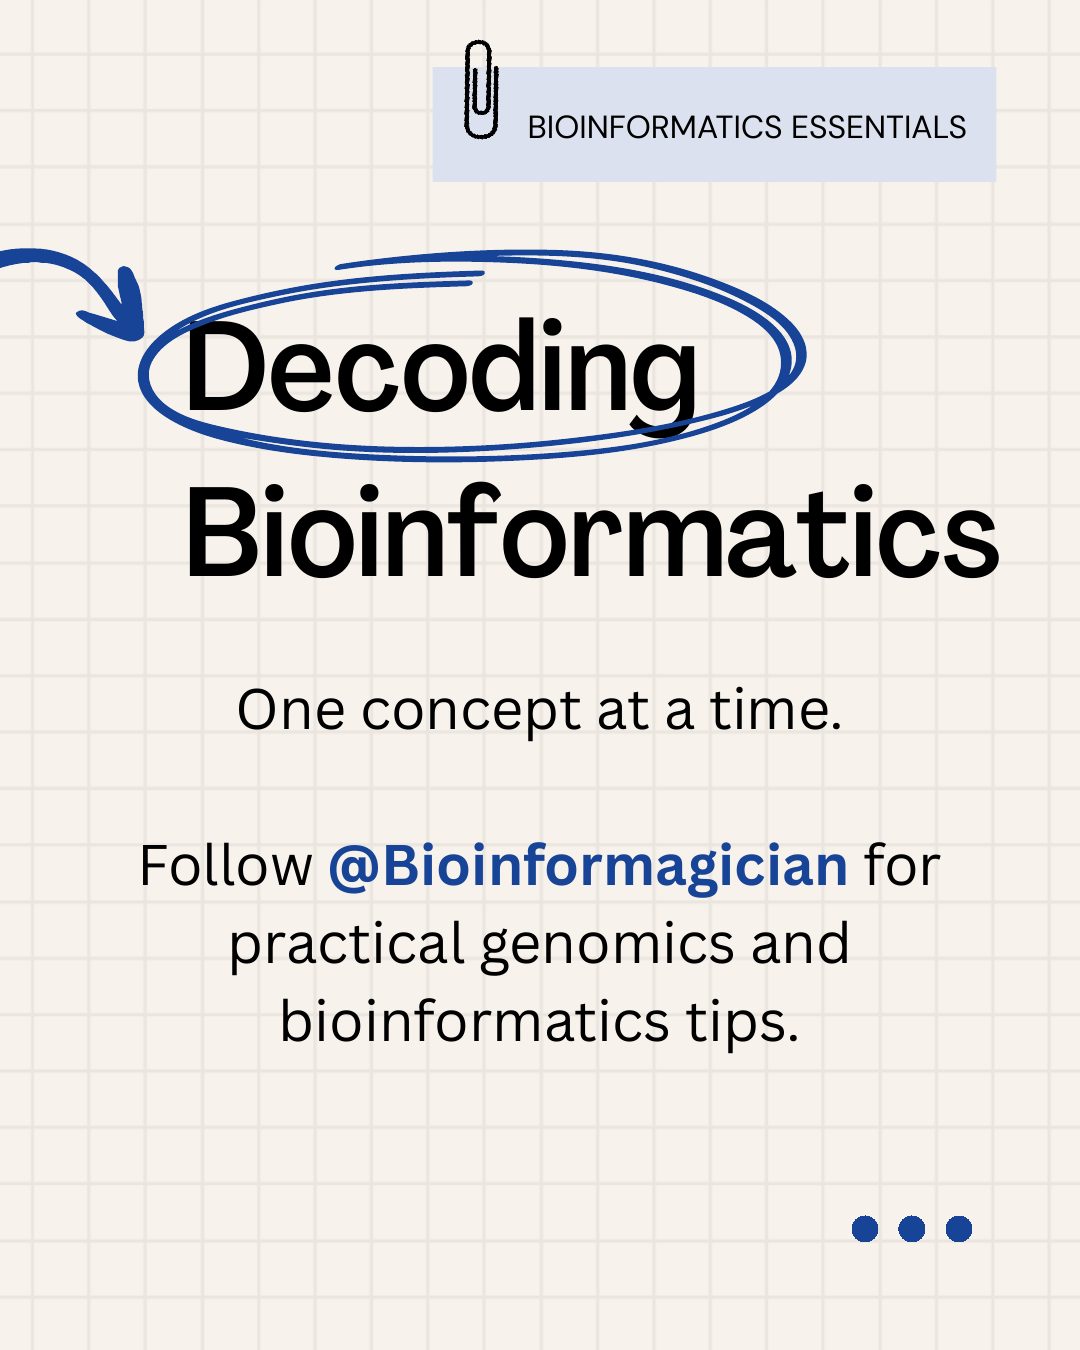 BIOINFORMATICS ESSENTIALS
Decoding
Bioinformatics
One concept at a time.
Follow @Bioinformagician for
practical genomics and
bioinformatics tips.